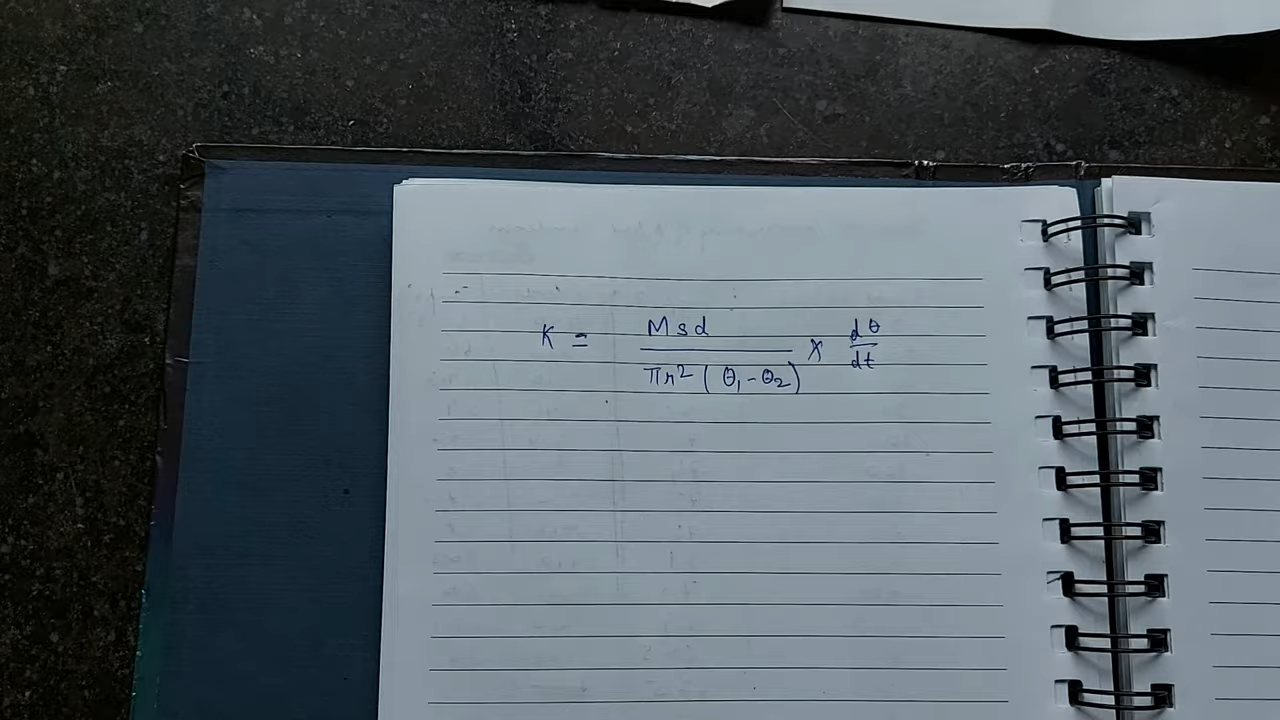 K = Msd / πr² (θ₁-θ₂) × dθ/dt